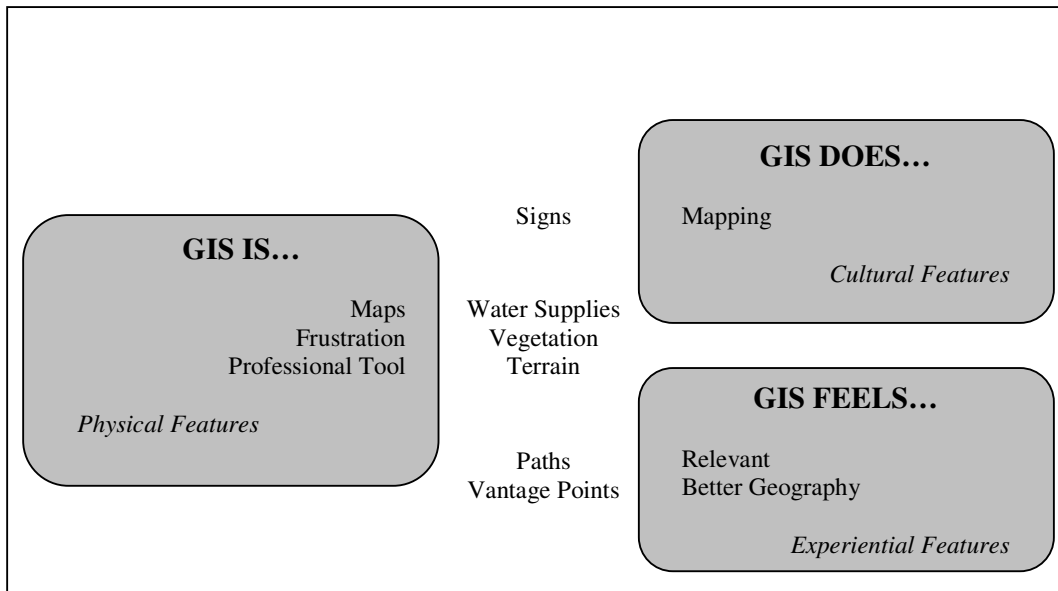 GIS IS…
Maps
Frustration
Professional Tool
Physical Features
Signs
Water Supplies
Vegetation
Terrain
Paths
Vantage Points
GIS DOES…
Mapping
Cultural Features
GIS FEELS…
Relevant
Better Geography
Experiential Features